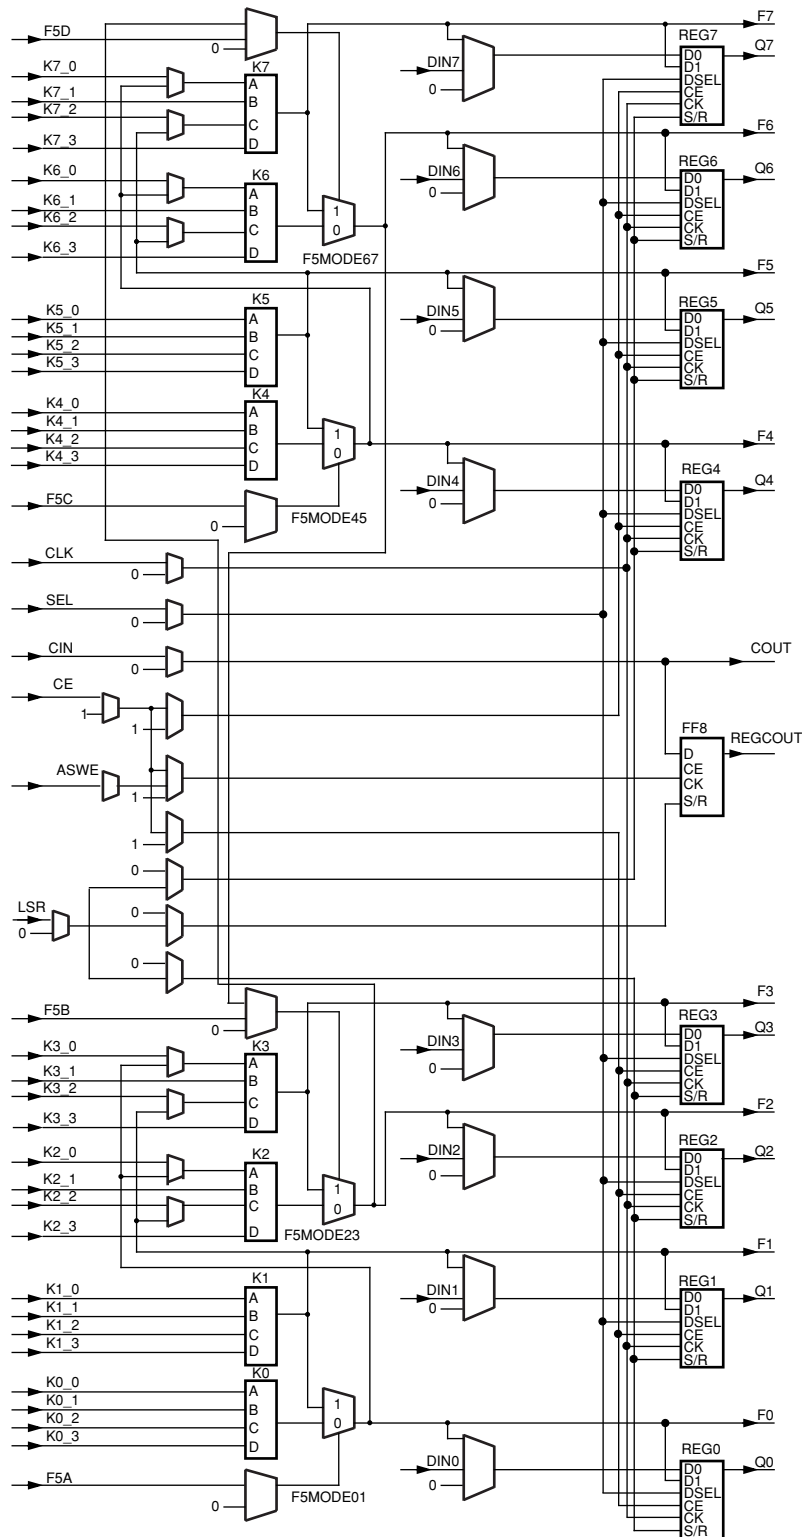 F7
F5D
REG7
Q7
0
K7_0
K7
DIN7
D0
D1
A
DSEL
K7_1
B
0
CE
K7_2
CK
C
S/R
F6
K7_3
D
REG6
K6_0
K6
Q6
DIN6
D0
A
0
D1
K6_1
B
1
DSEL
K6_2
CE
C
0
CK
S/R
K6_3
D
F5MODE67
F5
REG5
K5_0
K5
Q5
A
DIN5
D0
K5_1
0
D1
B
DSEL
K5_2
C
CE
K5_3
D
CK
S/R
K4
K4_0
A
F4
K4_1
B
1
K4_2
C
0
REG4
K4_3
D
Q4
DIN4
D0
F5C
0
D1
F5MODE45
DSEL
0
CE
CK
CLK
S/R
0
SEL
0
CIN
COUT
0
CE
1
1
FF8
REGCOUT
D
ASWE
CE
CK
1
S/R
1
0
LSR
0
0
0
F3
F5B
REG3
Q3
0
K3_0
K3
DIN3
D0
D1
A
DSEL
K3_1
B
0
CE
K3_2
CK
C
S/R
F2
K3_3
D
REG2
K2_0
K2
Q2
DIN2
D0
A
0
D1
K2_1
B
1
DSEL
K2_2
CE
C
0
CK
S/R
K2_3
D
F5MODE23
F1
REG1
K1_0
K1
Q1
A
DIN1
D0
K1_1
0
D1
B
DSEL
K1_2
C
CE
K1_3
D
CK
S/R
K0
K0_0
A
F0
K0_1
B
1
K0_2
C
0
REG0
K0_3
D
Q0
DIN0
D0
F5A
0
D1
F5MODE01
DSEL
0
CE
CK
S/R